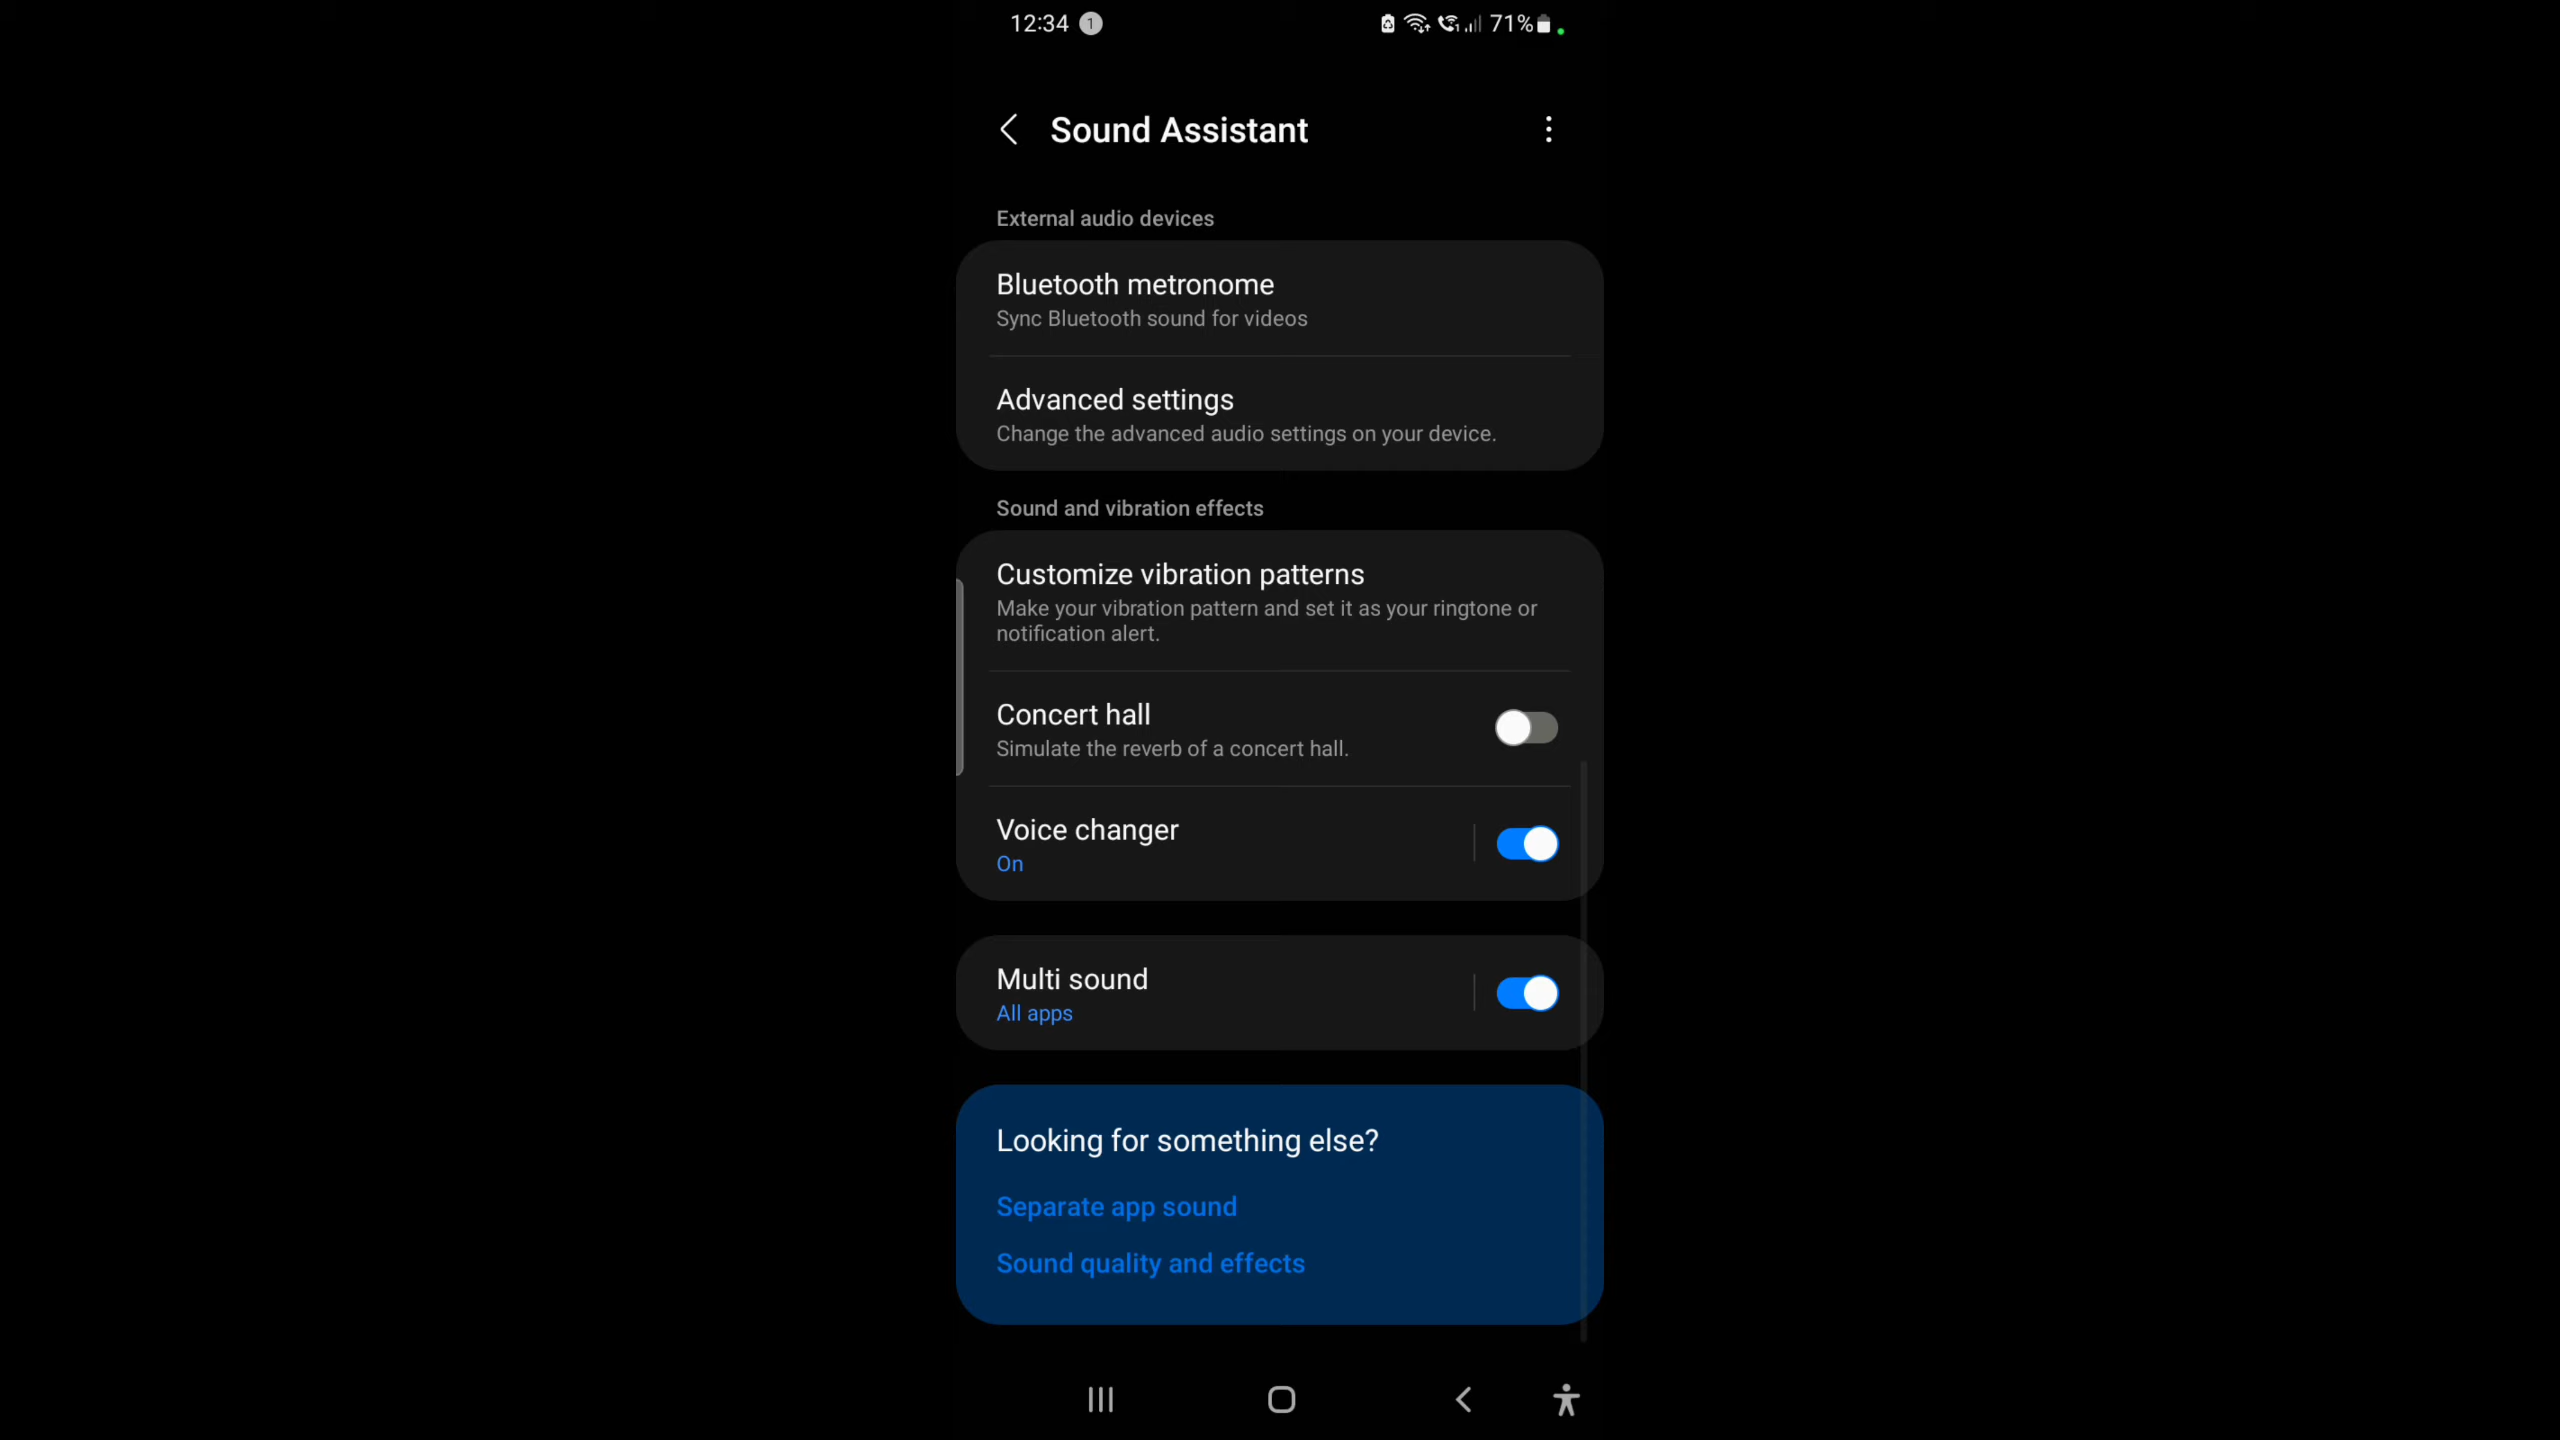 12:34 1 71%
Sound Assistant
External audio devices
Bluetooth metronome
Sync Bluetooth sound for videos
Advanced settings
Change the advanced audio settings on your device.
Sound and vibration effects
Customize vibration patterns
Make your vibration pattern and set it as your ringtone or
notification alert.
Concert hall
Simulate the reverb of a concert hall.
Voice changer
On
Multi sound
All apps
Looking for something else?
Separate app sound
Sound quality and effects